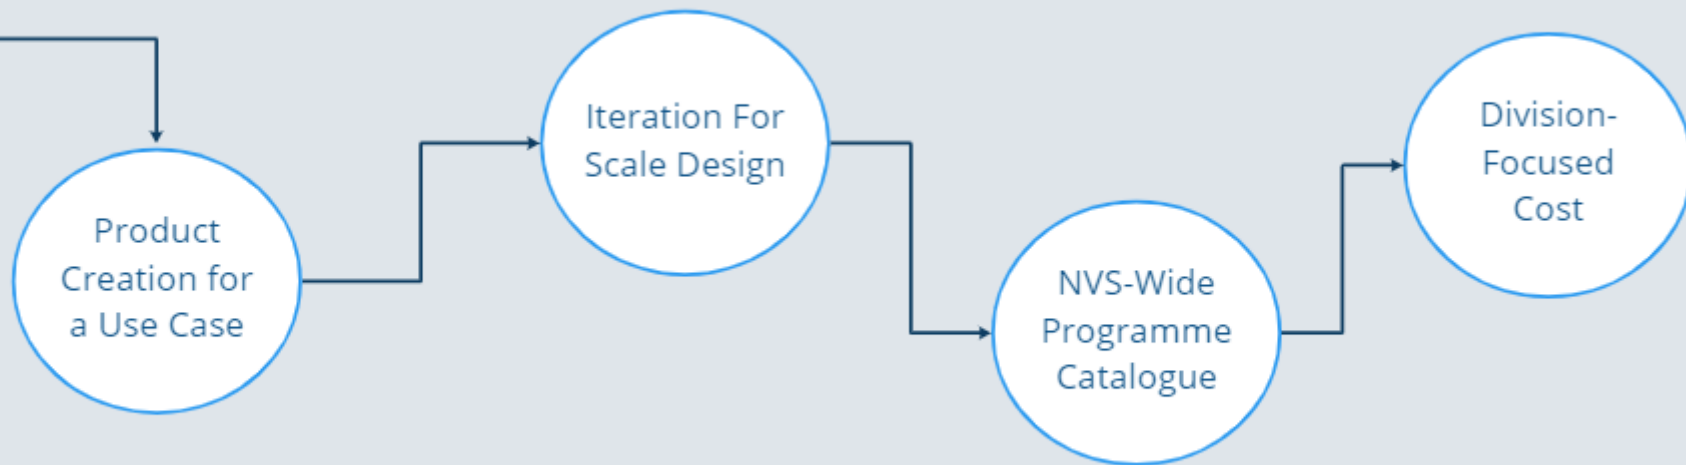 Product
Creation for
a Use Case
Iteration For
Scale Design
NVS-Wide
Programme
Catalogue
Division-
Focused
Cost